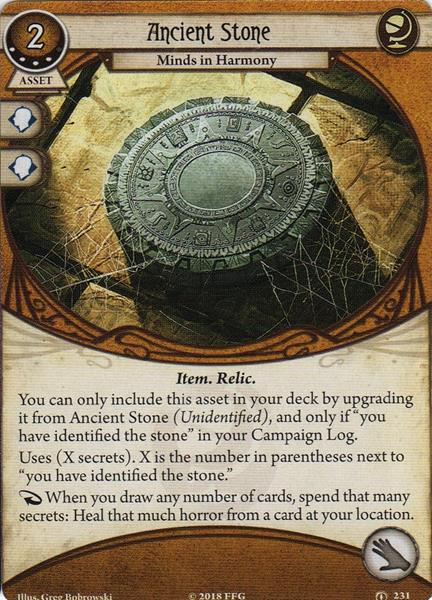 2
Ancient Stone
Minds in Harmony
ASSET
Item. Relic.
You can only include this asset in your deck by upgrading
it from Ancient Stone (Unidentified), and only if “you
have identified the stone” in your Campaign Log.
Uses (X secrets). X is the number in parentheses next to
“you have identified the stone.”
When you draw any number of cards, spend that many
secrets: Heal that much horror from a card at your location.
Illus. Greg Bobrowski
© 2018 FFG
231